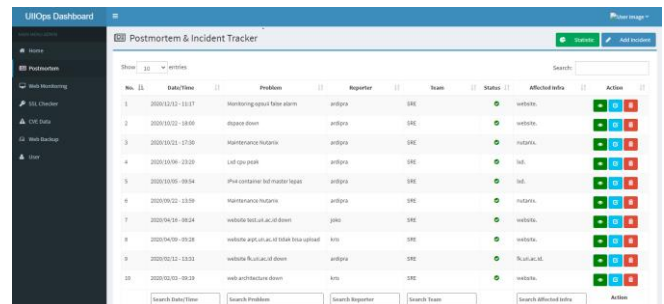 UIIOps Dashboard
User Image
Home
Postmortem
Web Monitoring
SSL Checker
CVE Data
Web Backup
User
Postmortem & Incident Tracker
Statistic
Add Incident
Show 10 entries
Search:
No. Date/Time Problem Reporter Team Status Affected Infra Action
1 2020/12/12 - 11:17 Monitoring opsuii false alarm ardipra SRE website.
2 2020/10/22 - 18:00 dspace down ardipra SRE website.
3 2020/10/21 - 17:30 Maintenance Nutanix ardipra SRE nutanix.
4 2020/10/06 - 23:20 Lxd cpu peak ardipra SRE lxd.
5 2020/10/05 - 09:54 IPv4 container lxd master lepas ardipra SRE lxd.
6 2020/09/22 - 13:59 Maintenance Nutanix ardipra SRE nutanix.
7 2020/04/16 - 08:24 website test.uii.ac.id down joko SRE website.
8 2020/04/09 - 09:28 website aipt.uii.ac.id tidak bisa upload kris SRE website.
9 2020/02/12 - 13:31 website fk.uii.ac.id down ardipra SRE fk.uii.ac.id.
10 2020/02/03 - 09:19 web architecture down kris SRE website.
Search Date/Time Search Problem Search Reporter Search Team Search Affected Infra Action